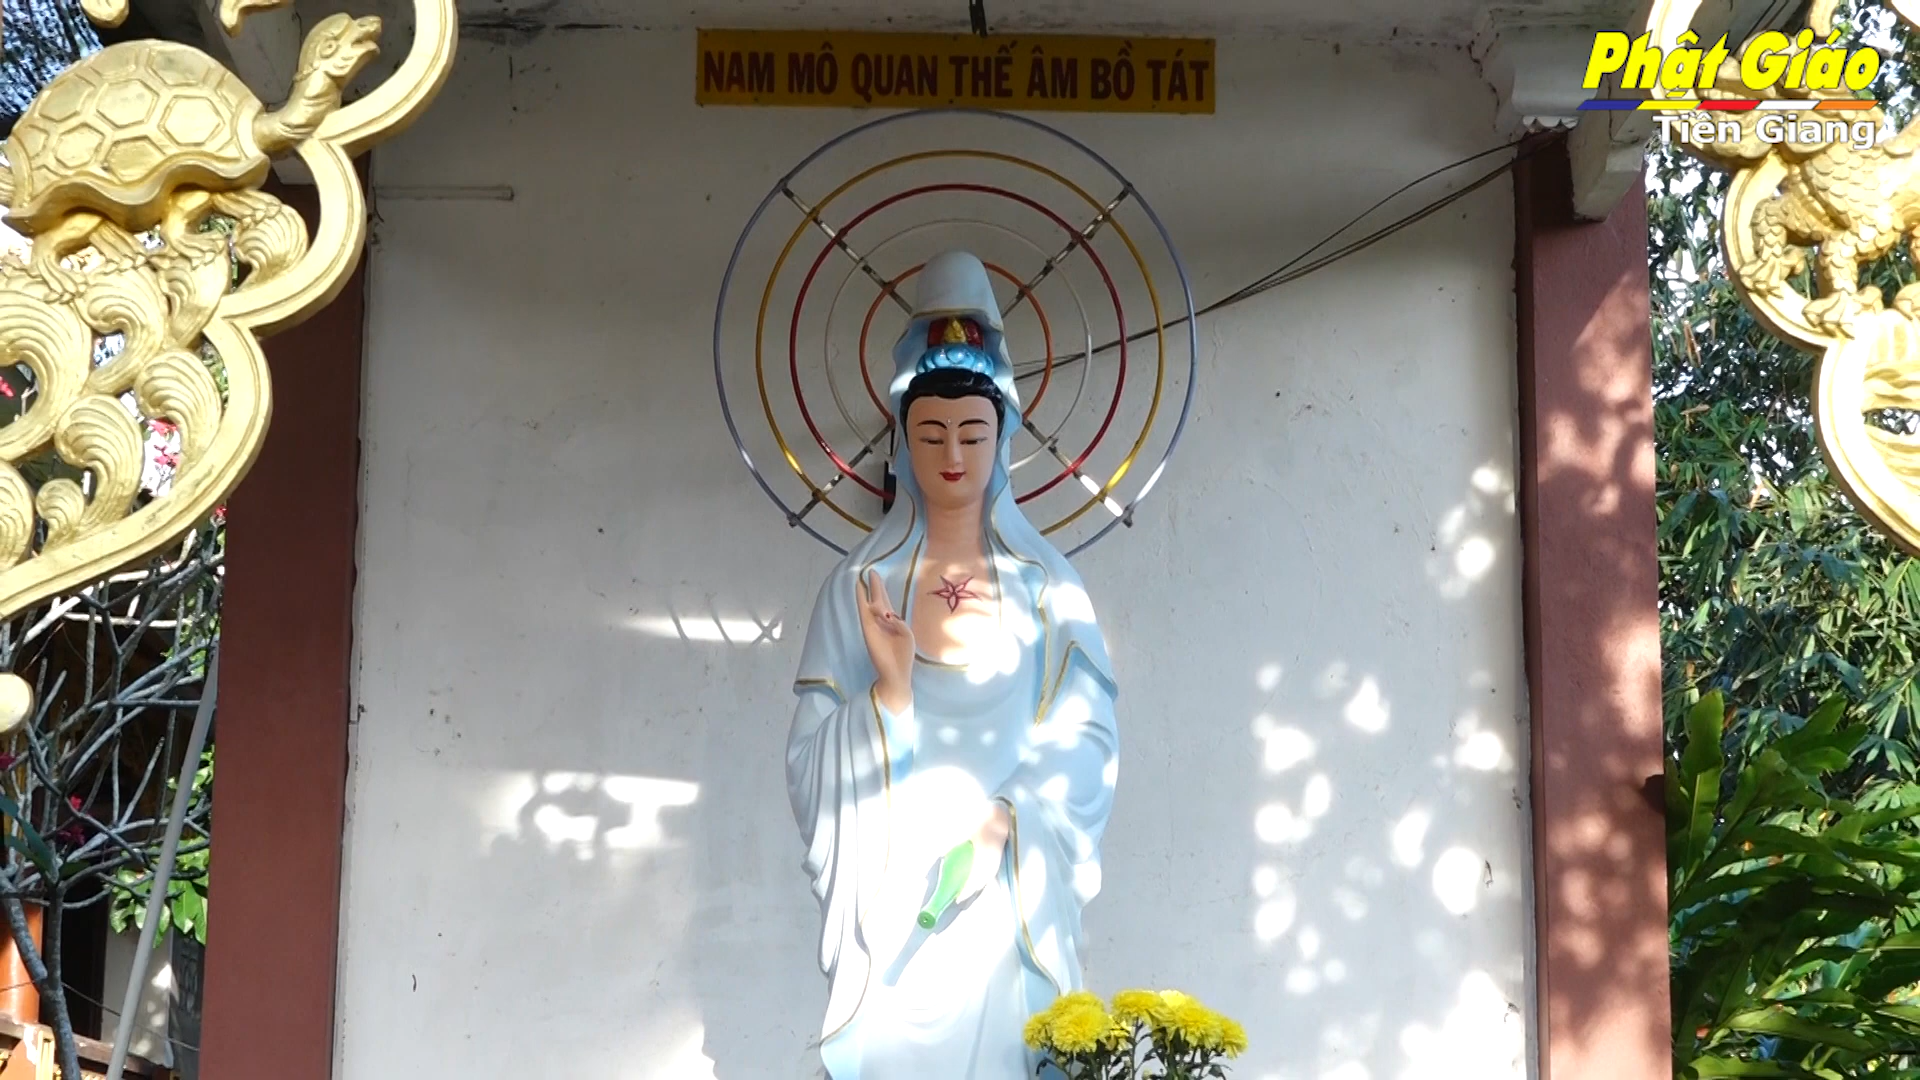 NAM MÔ QUAN THẾ ÂM BỒ TÁT
Phật Giáo
Tiền Giang